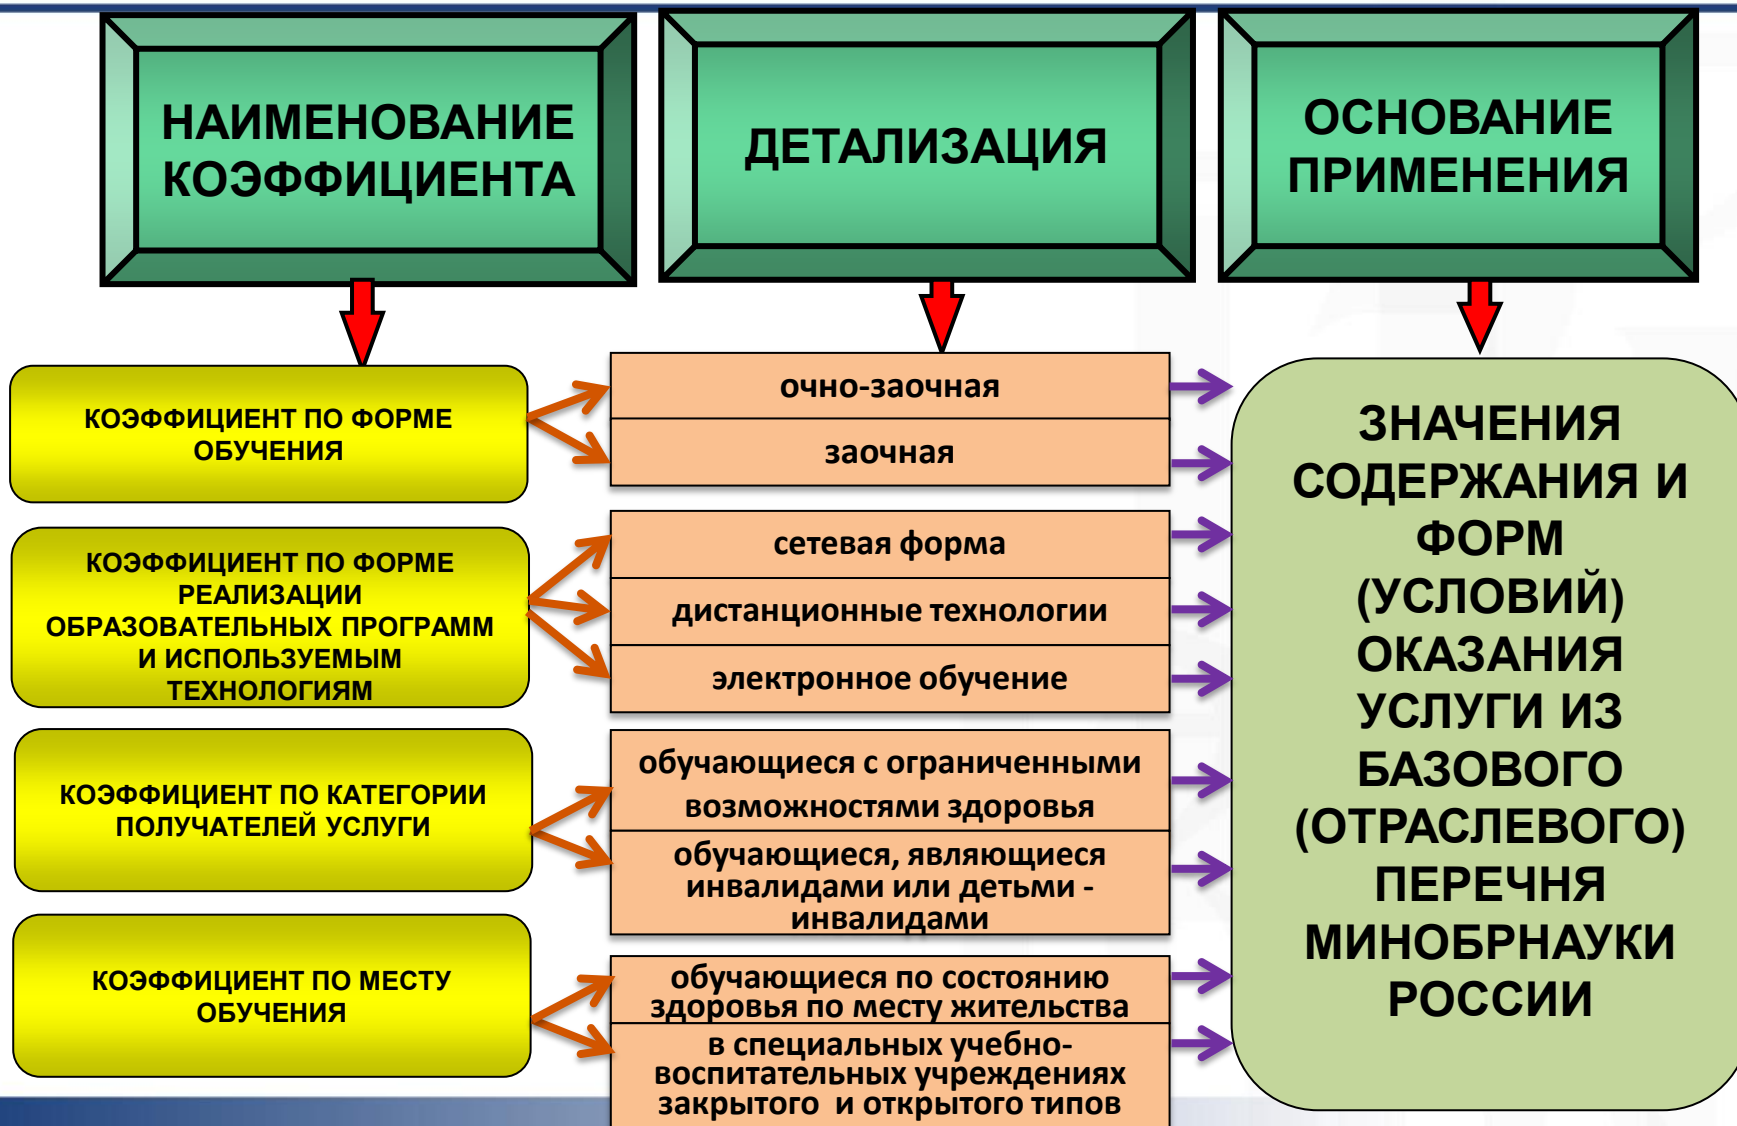 НАИМЕНОВАНИЕ
КОЭФФИЦИЕНТА
ДЕТАЛИЗАЦИЯ
ОСНОВАНИЕ
ПРИМЕНЕНИЯ
КОЭФФИЦИЕНТ ПО ФОРМЕ
ОБУЧЕНИЯ
очно-заочная
заочная
КОЭФФИЦИЕНТ ПО ФОРМЕ
РЕАЛИЗАЦИИ
ОБРАЗОВАТЕЛЬНЫХ ПРОГРАММ
И ИСПОЛЬЗУЕМЫМ
ТЕХНОЛОГИЯМ
сетевая форма
дистанционные технологии
электронное обучение
КОЭФФИЦИЕНТ ПО КАТЕГОРИИ
ПОЛУЧАТЕЛЕЙ УСЛУГИ
обучающиеся с ограниченными
возможностями здоровья
обучающиеся, являющиеся
инвалидами или детьми -
инвалидами
КОЭФФИЦИЕНТ ПО МЕСТУ
ОБУЧЕНИЯ
обучающиеся по состоянию
здоровья по месту жительства
в специальных учебно-
воспитательных учреждениях
закрытого и открытого типов
ЗНАЧЕНИЯ
СОДЕРЖАНИЯ И
ФОРМ
(УСЛОВИЙ)
ОКАЗАНИЯ
УСЛУГИ ИЗ
БАЗОВОГО
(ОТРАСЛЕВОГО)
ПЕРЕЧНЯ
МИНОБРНАУКИ
РОССИИ